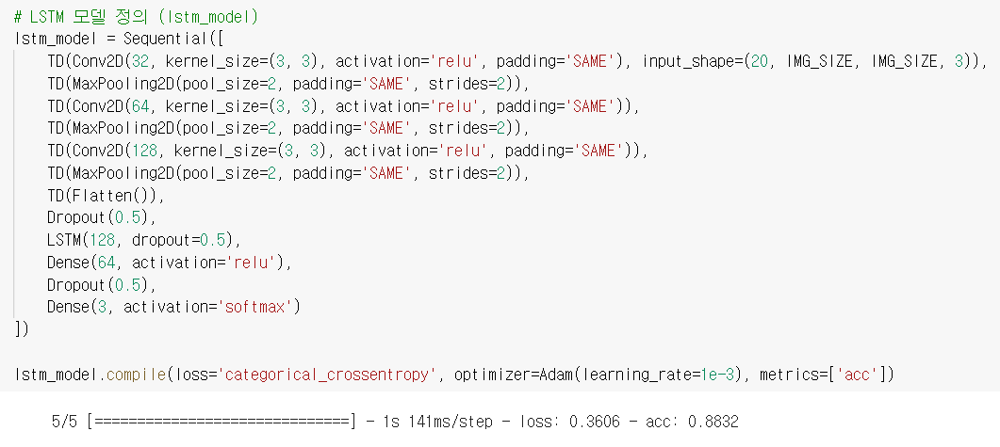 # LSTM 모델 정의 (lstm_model)
lstm_model = Sequential([
    TD(Conv2D(32, kernel_size=(3, 3), activation='relu', padding='SAME'), input_shape=(20, IMG_SIZE, IMG_SIZE, 3)),
    TD(MaxPooling2D(pool_size=2, padding='SAME', strides=2)),
    TD(Conv2D(64, kernel_size=(3, 3), activation='relu', padding='SAME')),
    TD(MaxPooling2D(pool_size=2, padding='SAME', strides=2)),
    TD(Conv2D(128, kernel_size=(3, 3), activation='relu', padding='SAME')),
    TD(MaxPooling2D(pool_size=2, padding='SAME', strides=2)),
    TD(Flatten()),
    Dropout(0.5),
    LSTM(128, dropout=0.5),
    Dense(64, activation='relu'),
    Dropout(0.5),
    Dense(3, activation='softmax')
])
lstm_model.compile(loss='categorical_crossentropy', optimizer=Adam(learning_rate=1e-3), metrics=['acc'])
5/5 [==============================] - 1s 141ms/step - loss: 0.3606 - acc: 0.8832